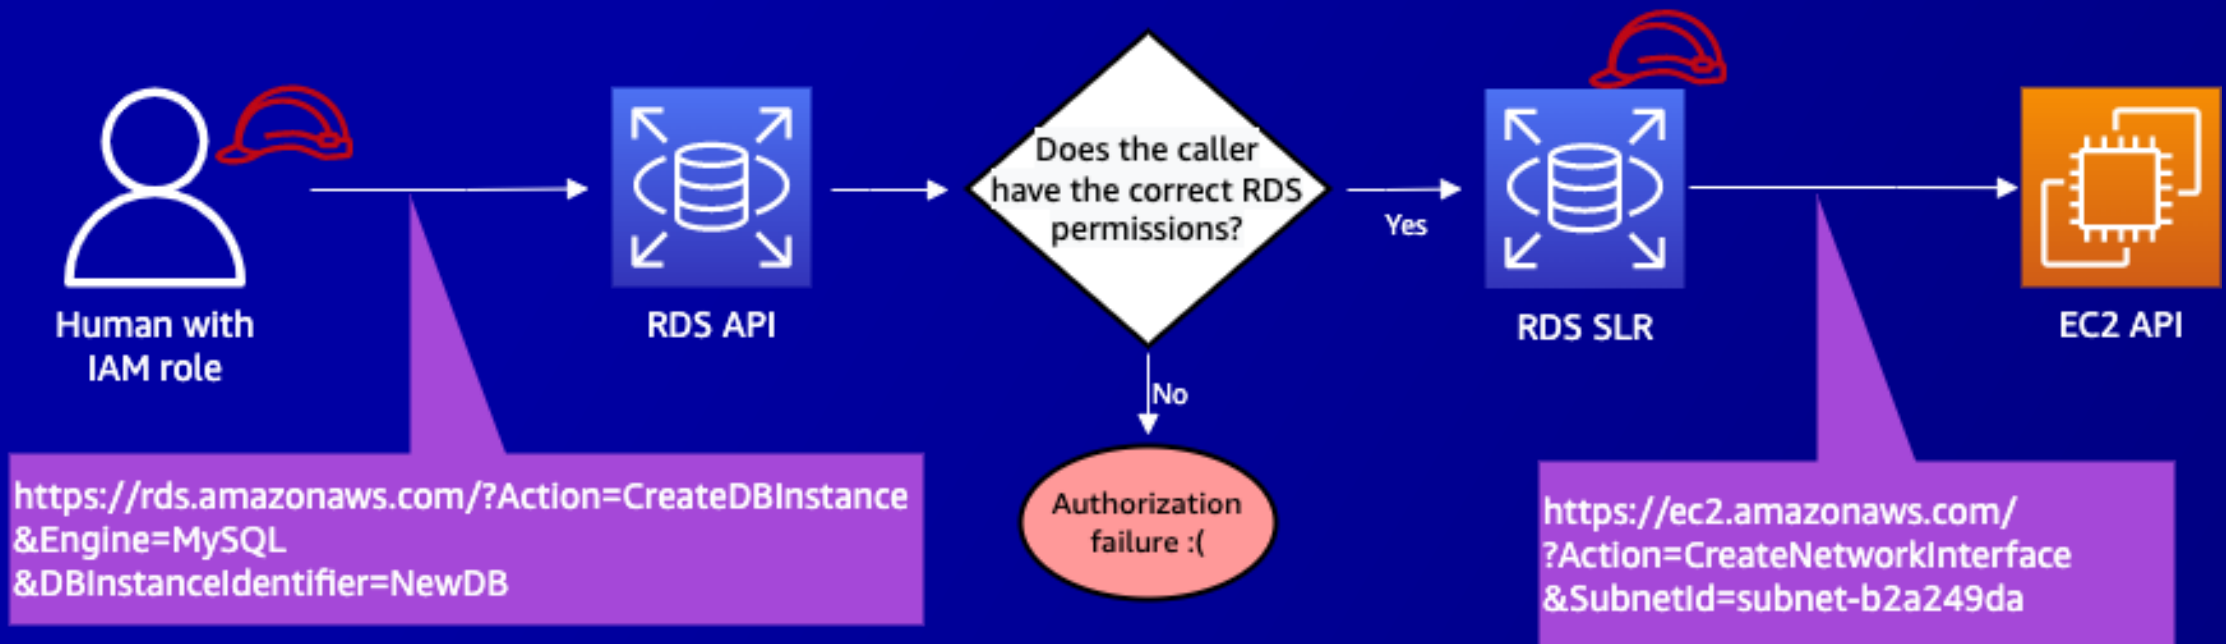 Human with
IAM role
RDS API
Does the caller
have the correct RDS
permissions?
Yes
No
Authorization
failure :(
RDS SLR
EC2 API
https://rds.amazonaws.com/?Action=CreateDBInstance
&Engine=MySQL
&DBInstanceIdentifier=NewDB
https://ec2.amazonaws.com/
?Action=CreateNetworkInterface
&SubnetId=subnet-b2a249da